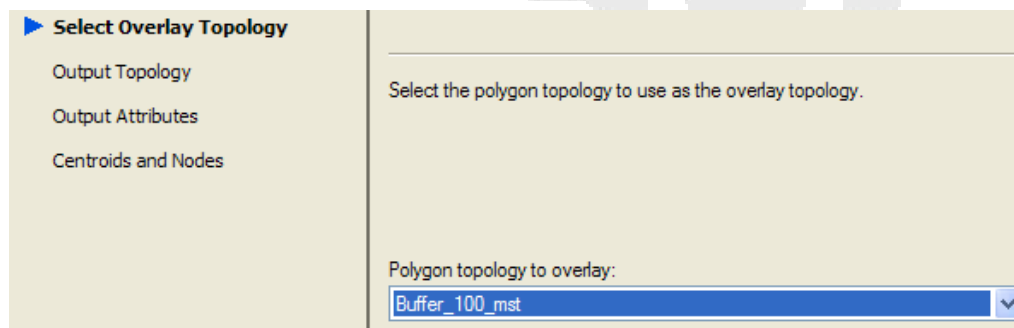 Select Overlay Topology
Output Topology
Output Attributes
Centroids and Nodes
Select the polygon topology to use as the overlay topology.
Polygon topology to overlay:
Buffer_100_mst